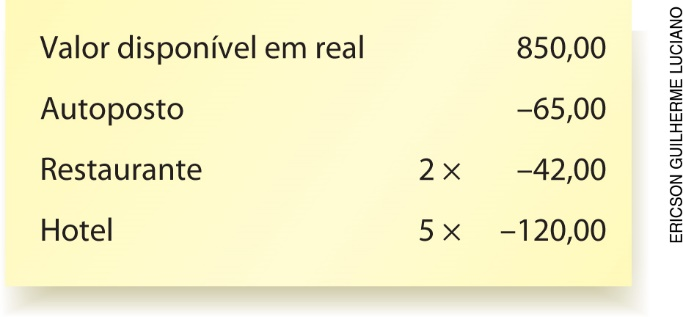 Valor disponível em real 850,00
Autoposto –65,00
Restaurante 2 × –42,00
Hotel 5 × –120,00
ERICSON GUILHERME LUCIANO